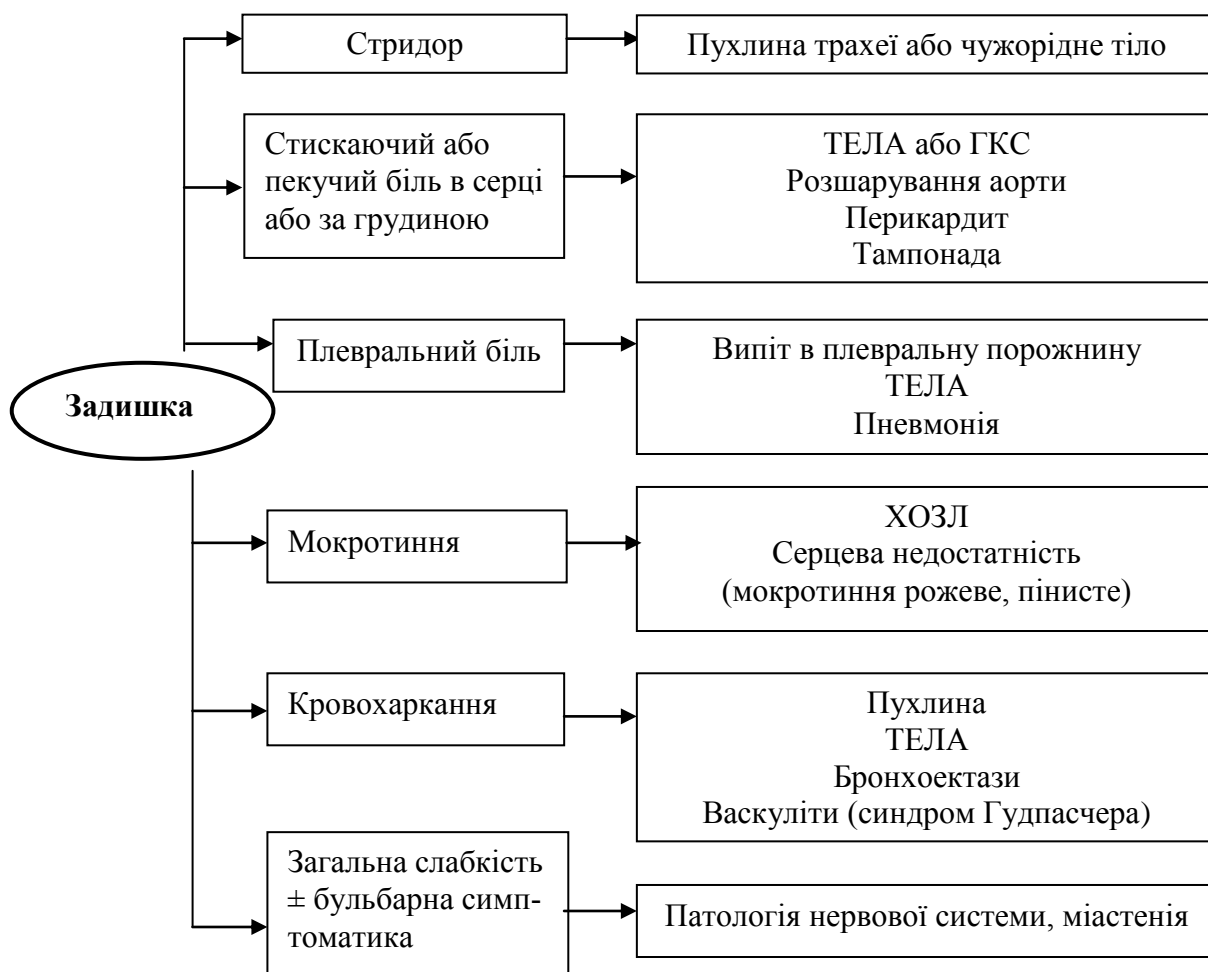 Стридор
Пухлина трахеї або чужорідне тіло
Стискаючий або
пекучий біль в серці
або за грудиною
ТЕЛА або ГКС
Розшарування аорти
Перикардит
Тампонада
Плевральний біль
Випіт в плевральну порожнину
ТЕЛА
Пневмонія
Задишка
Мокротиння
ХОЗЛ
Серцева недостатність
(мокротиння рожеве, пінисте)
Кровохаркання
Пухлина
ТЕЛА
Бронхоектази
Васкуліти (синдром Гудпасчера)
Загальна слабкість
± бульбарна симп-
томатика
Патологія нервової системи, міастенія